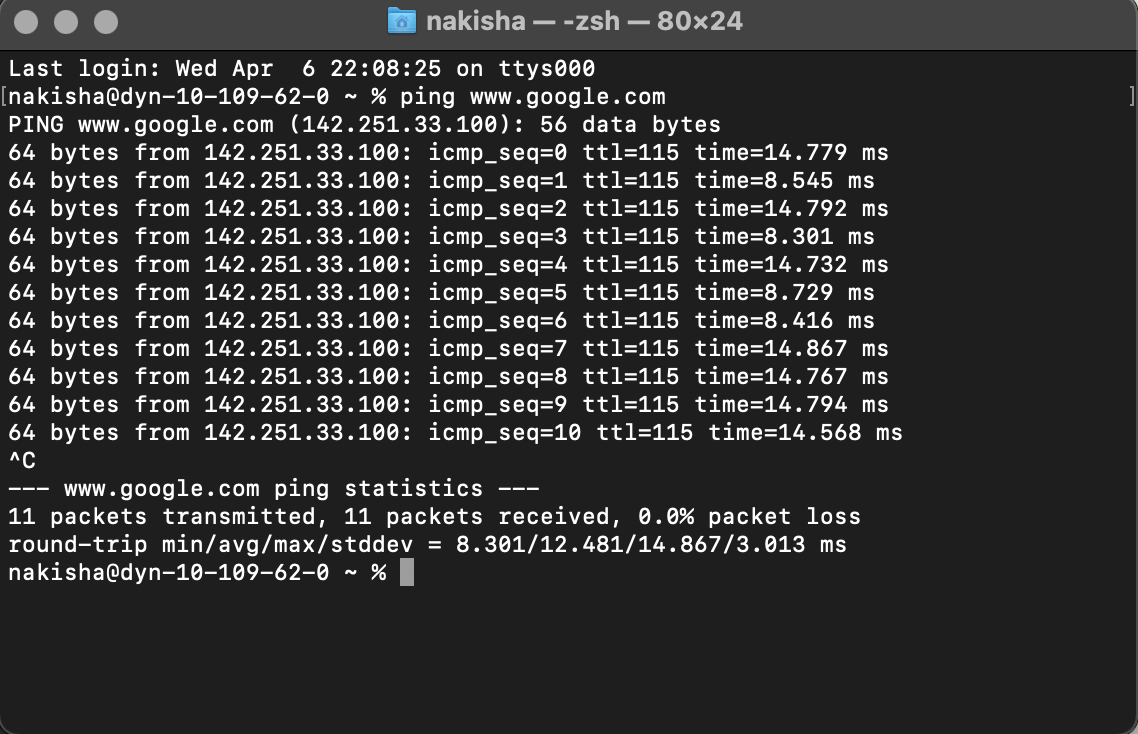 nakisha — -zsh — 80×24
Last login: Wed Apr  6 22:08:25 on ttys000
[nakisha@dyn-10-109-62-0 ~ % ping www.google.com ]
PING www.google.com (142.251.33.100): 56 data bytes
64 bytes from 142.251.33.100: icmp_seq=0 ttl=115 time=14.779 ms
64 bytes from 142.251.33.100: icmp_seq=1 ttl=115 time=8.545 ms
64 bytes from 142.251.33.100: icmp_seq=2 ttl=115 time=14.792 ms
64 bytes from 142.251.33.100: icmp_seq=3 ttl=115 time=8.301 ms
64 bytes from 142.251.33.100: icmp_seq=4 ttl=115 time=14.732 ms
64 bytes from 142.251.33.100: icmp_seq=5 ttl=115 time=8.729 ms
64 bytes from 142.251.33.100: icmp_seq=6 ttl=115 time=8.416 ms
64 bytes from 142.251.33.100: icmp_seq=7 ttl=115 time=14.867 ms
64 bytes from 142.251.33.100: icmp_seq=8 ttl=115 time=14.767 ms
64 bytes from 142.251.33.100: icmp_seq=9 ttl=115 time=14.794 ms
64 bytes from 142.251.33.100: icmp_seq=10 ttl=115 time=14.568 ms
^C
--- www.google.com ping statistics ---
11 packets transmitted, 11 packets received, 0.0% packet loss
round-trip min/avg/max/stddev = 8.301/12.481/14.867/3.013 ms
nakisha@dyn-10-109-62-0 ~ %